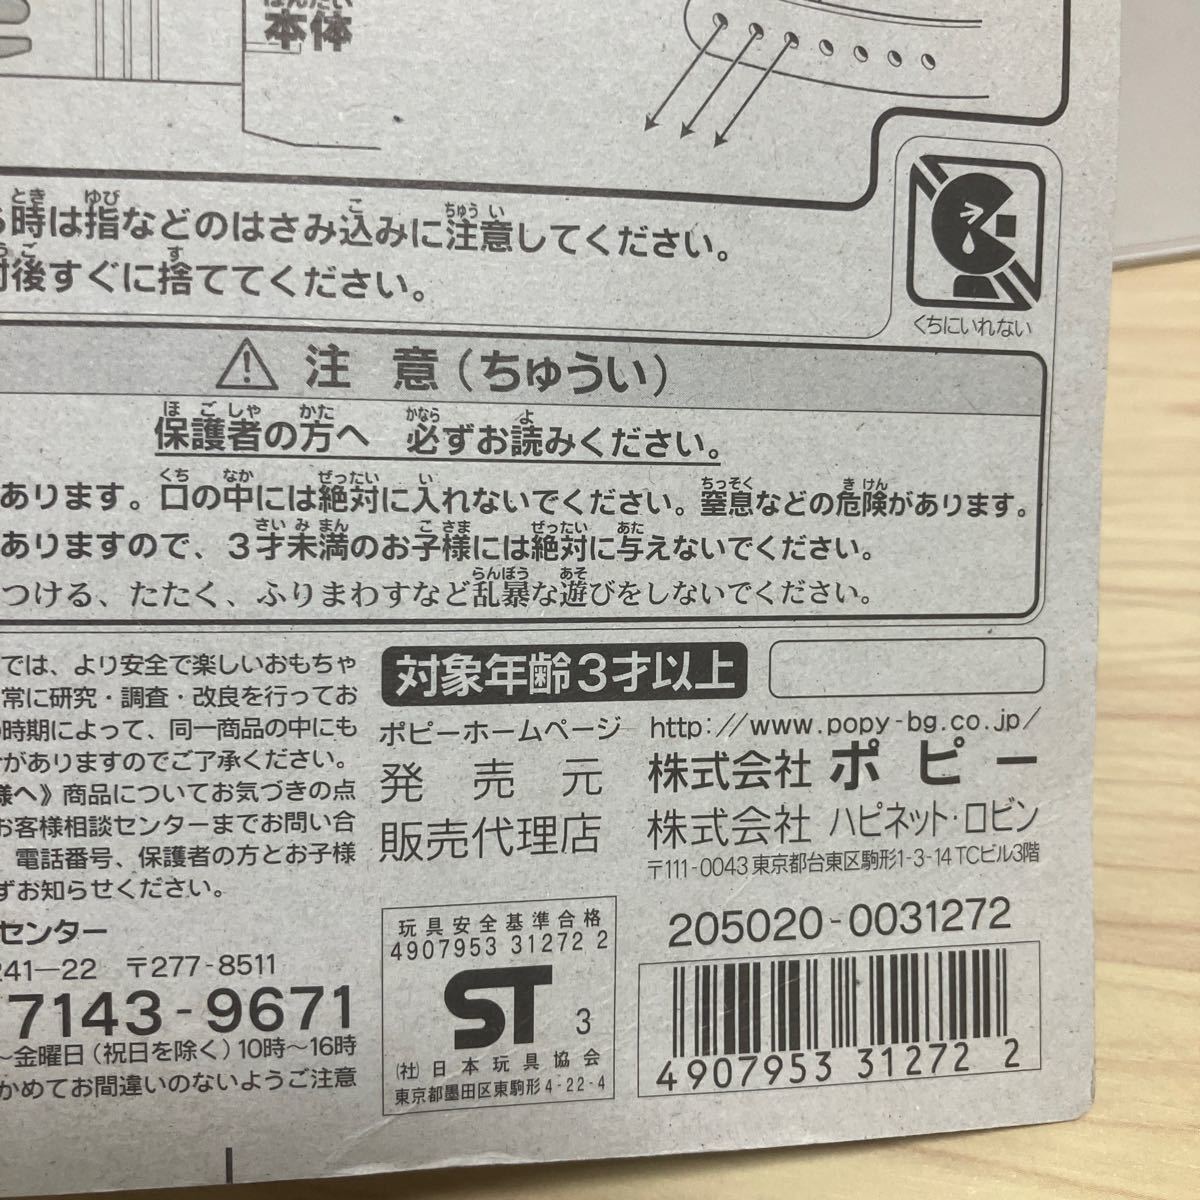 本体
時は指などのはさみ込みに注意してください。
後すぐに捨ててください。
くちにいれない
注 意（ちゅうい）
保護者の方へ 必ずお読みください。
あります。口の中には絶対に入れないでください。窒息などの危険があります。
ありますので、3才未満のお子様には絶対に与えないでください。
つける、たたく、ふりまわすなど乱暴な遊びをしないでください。
では、より安全で楽しいおもちゃ
常に研究・調査・改良を行ってお
時期によって、同一商品の中にも
がありますのでご了承ください。
様へ》商品についてお気づきの点
お客様相談センターまでお問い合
電話番号、保護者の方とお子様
ずお知らせください。
センター
241-22 〒277-8511
7143-9671
～金曜日（祝日を除く）10時～16時
かめてお間違いのないようご注意
対象年齢3才以上
ポピーホームページ http://www.popy-bg.co.jp/
発売元 株式会社 ポピー
販売代理店 株式会社 ハピネット・ロビン
〒111-0043 東京都台東区駒形1-3-14 TCビル3階
玩具安全基準合格
4907953 31272 2
ST 3
(社)日本玩具協会
東京都墨田区東駒形4-22-4
205020-0031272
4907953 312722